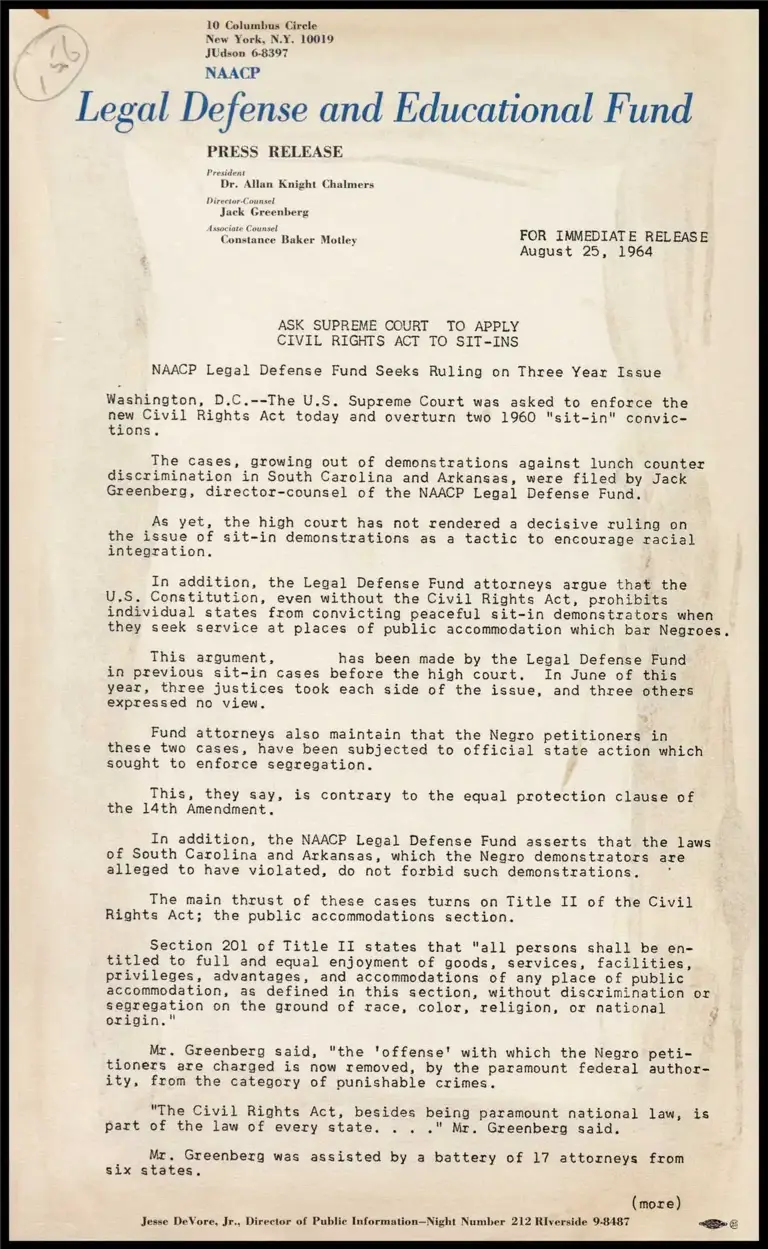 156
10 Columbus Circle
New York, N.Y. 10019
JUdson 6-8397
NAACP
Legal Defense and Educational Fund
PRESS RELEASE
President
Dr. Allan Knight Chalmers
Director-Counsel
Jack Greenberg
Associate Counsel
Constance Baker Motley
FOR IMMEDIATE RELEASE
August 25, 1964
ASK SUPREME COURT TO APPLY
CIVIL RIGHTS ACT TO SIT-INS
NAACP Legal Defense Fund Seeks Ruling on Three Year Issue
Washington, D.C.--The U.S. Supreme Court was asked to enforce the
new Civil Rights Act today and overturn two 1960 "sit-in" convic-
tions.
The cases, growing out of demonstrations against lunch counter
discrimination in South Carolina and Arkansas, were filed by Jack
Greenberg, director-counsel of the NAACP Legal Defense Fund.
As yet, the high court has not rendered a decisive ruling on
the issue of sit-in demonstrations as a tactic to encourage racial
integration.
In addition, the Legal Defense Fund attorneys argue that the
U.S. Constitution, even without the Civil Rights Act, prohibits
individual states from convicting peaceful sit-in demonstrators when
they seek service at places of public accommodation which bar Negroes.
This argument, has been made by the Legal Defense Fund
in previous sit-in cases before the high court. In June of this
year, three justices took each side of the issue, and three others
expressed no view.
Fund attorneys also maintain that the Negro petitioners in
these two cases, have been subjected to official state action which
sought to enforce segregation.
This, they say, is contrary to the equal protection clause of
the 14th Amendment.
In addition, the NAACP Legal Defense Fund asserts that the laws
of South Carolina and Arkansas, which the Negro demonstrators are
alleged to have violated, do not forbid such demonstrations.
The main thrust of these cases turns on Title II of the Civil
Rights Act; the public accommodations section.
Section 201 of Title II states that "all persons shall be en-
titled to full and equal enjoyment of goods, services, facilities,
privileges, advantages, and accommodations of any place of public
accommodation, as defined in this section, without discrimination or
segregation on the ground of race, color, religion, or national
origin."
Mr. Greenberg said, "the 'offense' with which the Negro peti-
tioners are charged is now removed, by the paramount federal author-
ity, from the category of punishable crimes.
"The Civil Rights Act, besides being paramount national law, is
part of the law of every state. . . ." Mr. Greenberg said.
Mr. Greenberg was assisted by a battery of 17 attorneys from
six states.
(more)
Jesse DeVore, Jr., Director of Public Information—Night Number 212 RIverside 9-8487